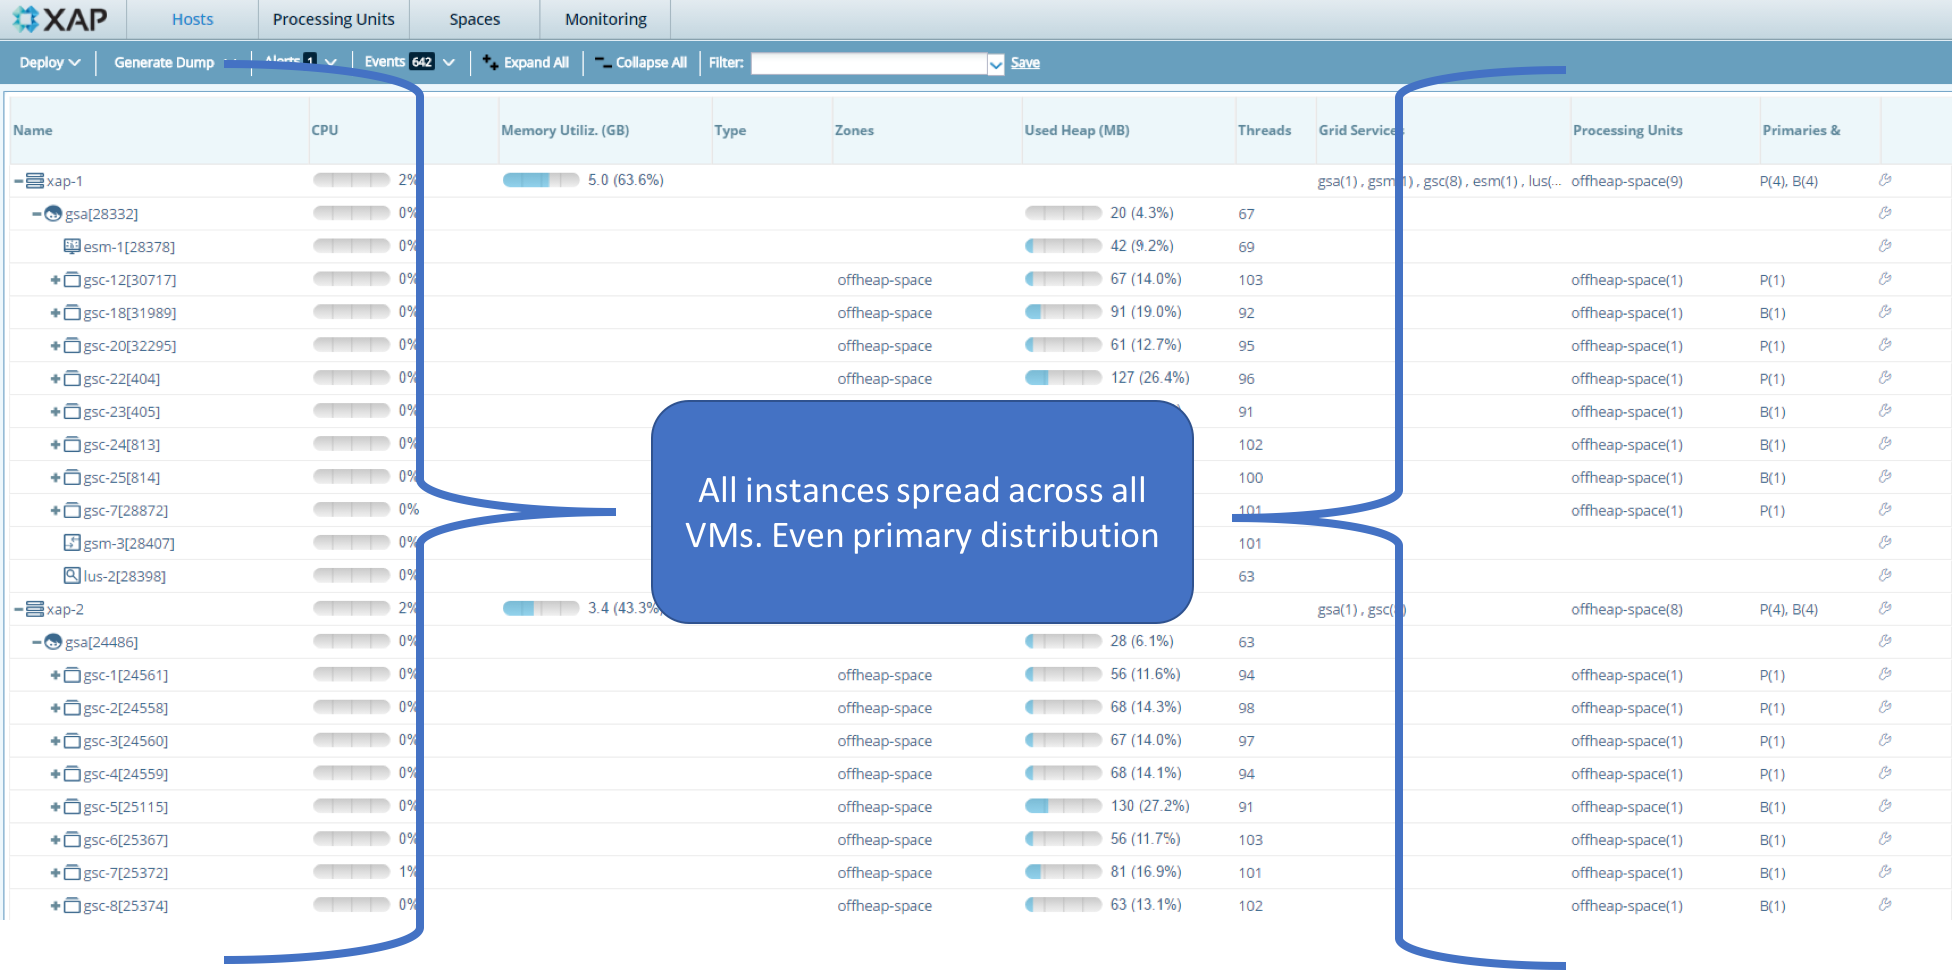 XAP Hosts Processing Units Spaces Monitoring
Deploy Generate Dump Alerts 1 Events 642 Expand All Collapse All Filter: Save
Name CPU Memory Utiliz. (GB) Type Zones Used Heap (MB) Threads Grid Services Processing Units Primaries &
xap-1 2% 5.0 (63.6%) gsa(1) , gsm(1) , gsc(8) , esm(1) , lus(... offheap-space(9) P(4), B(4)
gsa[28332] 0% 20 (4.3%) 67
esm-1[28378] 0% 42 (9.2%) 69
gsc-12[30717] 0% offheap-space 67 (14.0%) 103 offheap-space(1) P(1)
gsc-18[31989] 0% offheap-space 91 (19.0%) 92 offheap-space(1) B(1)
gsc-20[32295] 0% offheap-space 61 (12.7%) 95 offheap-space(1) P(1)
gsc-22[404] 0% offheap-space 127 (26.4%) 96 offheap-space(1) P(1)
gsc-23[405] 0% 91 offheap-space(1) B(1)
gsc-24[813] 0% 102 offheap-space(1) B(1)
gsc-25[814] 0% 100 offheap-space(1) B(1)
gsc-7[28872] 0% 101 offheap-space(1) P(1)
gsm-3[28407] 0% 101
lus-2[28398] 0% 63
All instances spread across all
VMs. Even primary distribution
xap-2 2% 3.4 (43.3%) gsa(1) , gsc(8) offheap-space(8) P(4), B(4)
gsa[24486] 0% 28 (6.1%) 63
gsc-1[24561] 0% offheap-space 56 (11.6%) 94 offheap-space(1) P(1)
gsc-2[24558] 0% offheap-space 68 (14.3%) 98 offheap-space(1) P(1)
gsc-3[24560] 0% offheap-space 67 (14.0%) 97 offheap-space(1) P(1)
gsc-4[24559] 0% offheap-space 68 (14.1%) 94 offheap-space(1) P(1)
gsc-5[25115] 0% offheap-space 130 (27.2%) 91 offheap-space(1) B(1)
gsc-6[25367] 0% offheap-space 56 (11.7%) 103 offheap-space(1) B(1)
gsc-7[25372] 1% offheap-space 81 (16.9%) 101 offheap-space(1) B(1)
gsc-8[25374] 0% offheap-space 63 (13.1%) 102 offheap-space(1) B(1)